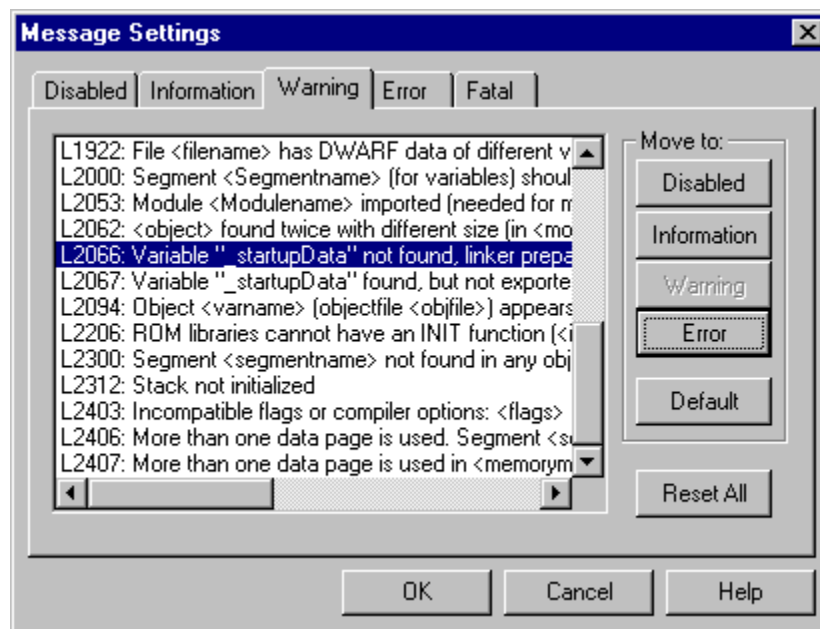 Message Settings
Disabled Information Warning Error Fatal
L1922: File <filename> has DWARF data of different v
L2000: Segment <Segmentname> (for variables) shoul
L2053: Module <Modulename> imported (needed for m
L2062: <object> found twice with different size (in <mo
L2066: Variable "_startupData" not found, linker prepa
L2067: Variable "_startupData" found, but not exporte
L2094: Object <varname> (objectfile <objfile>) appears
L2206: ROM libraries cannot have an INIT function (<i
L2300: Segment <segmentname> not found in any obj
L2312: Stack not initialized
L2403: Incompatible flags or compiler options: <flags>
L2406: More than one data page is used. Segment <s
L2407: More than one data page is used in <memorym
Move to:
Disabled
Information
Warning
Error
Default
Reset All
OK Cancel Help